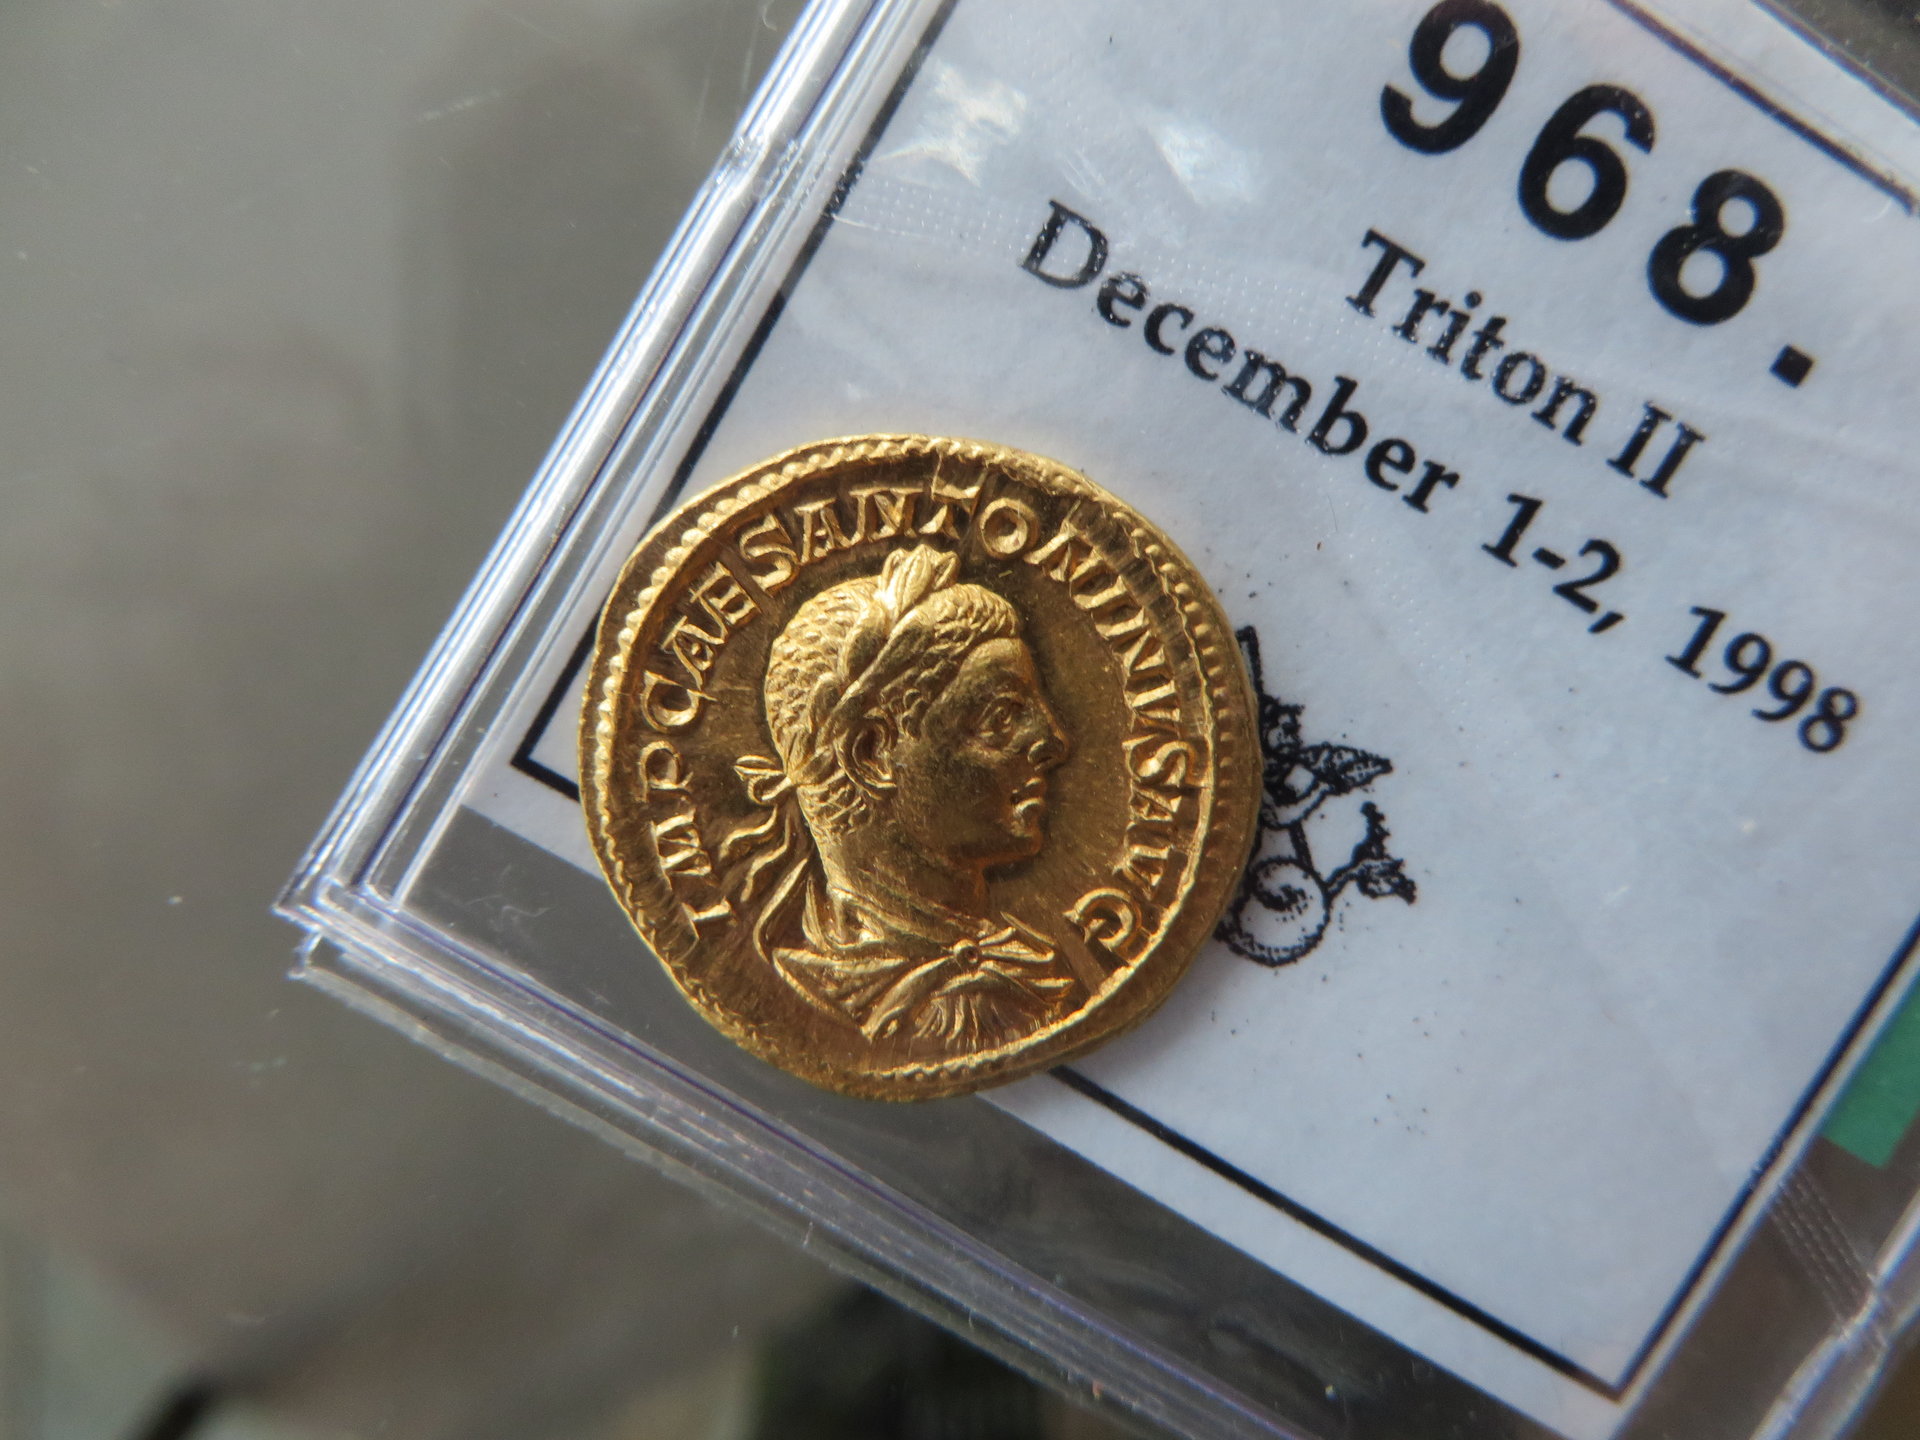 968.
Triton II
December 1-2, 1998
IMPCAESANTONINVSAVG